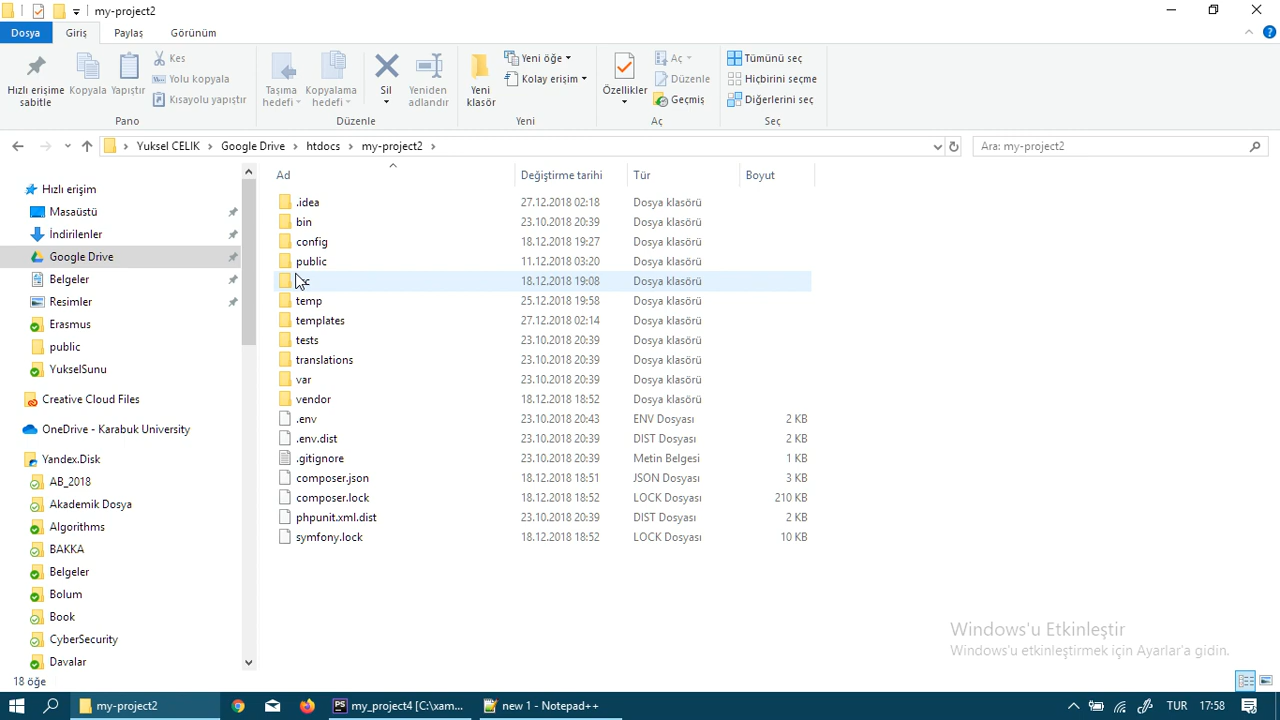 my-project2
Dosya Giriş Paylaş Görünüm
Hızlı erişime sabitle
Kopyala
Yapıştır
Kes
Yolu kopyala
Kısayolu yapıştır
Pano
Taşıma hedefi
Kopyalama hedefi
Sil
Yeniden adlandır
Düzenle
Yeni klasör
Yeni öğe
Kolay erişim
Yeni
Özellikler
Aç
Düzenle
Geçmiş
Aç
Tümünü seç
Hiçbirini seçme
Diğerlerini seç
Seç
Yuksel CELIK > Google Drive > htdocs > my-project2 >
Ara: my-project2
Hızlı erişim
Masaüstü
İndirilenler
Google Drive
Belgeler
Resimler
Erasmus
public
YukselSunu
Creative Cloud Files
OneDrive - Karabuk University
Yandex.Disk
AB_2018
Akademik Dosya
Algorithms
BAKKA
Belgeler
Bolum
Book
CyberSecurity
Davalar
Ad Değiştirme tarihi Tür Boyut
.idea 27.12.2018 02:18 Dosya klasörü
bin 23.10.2018 20:39 Dosya klasörü
config 18.12.2018 19:27 Dosya klasörü
public 11.12.2018 03:20 Dosya klasörü
18.12.2018 19:08 Dosya klasörü
temp 25.12.2018 19:58 Dosya klasörü
templates 27.12.2018 02:14 Dosya klasörü
tests 23.10.2018 20:39 Dosya klasörü
translations 23.10.2018 20:39 Dosya klasörü
var 23.10.2018 20:39 Dosya klasörü
vendor 18.12.2018 18:52 Dosya klasörü
.env 23.10.2018 20:43 ENV Dosyası 2 KB
.env.dist 23.10.2018 20:39 DIST Dosyası 2 KB
.gitignore 23.10.2018 20:39 Metin Belgesi 1 KB
composer.json 18.12.2018 18:51 JSON Dosyası 3 KB
composer.lock 18.12.2018 18:52 LOCK Dosyası 210 KB
phpunit.xml.dist 23.10.2018 20:39 DIST Dosyası 2 KB
symfony.lock 18.12.2018 18:52 LOCK Dosyası 10 KB
Windows'u Etkinleştir
Windows'u etkinleştirmek için Ayarlar'a gidin.
18 öğe
my-project2
my_project4 [C:\xam...
new 1 - Notepad++
TUR 17:58